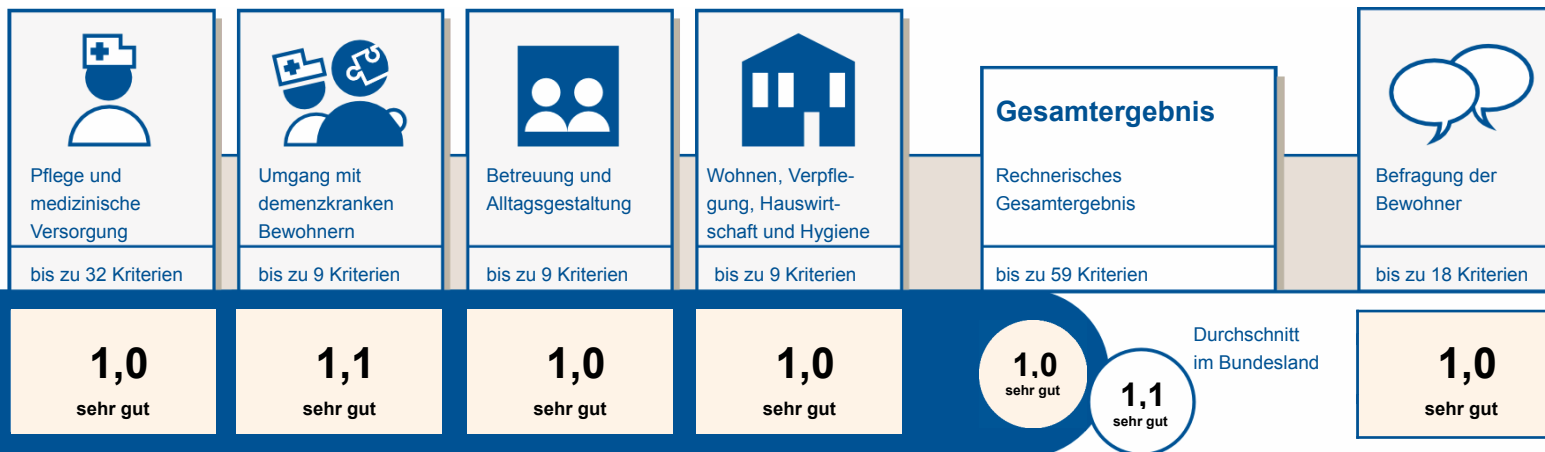 Pflege und
medizinische
Versorgung
bis zu 32 Kriterien
1,0
sehr gut
Umgang mit
demenzkranken
Bewohnern
bis zu 9 Kriterien
1,1
sehr gut
Betreuung und
Alltagsgestaltung
bis zu 9 Kriterien
1,0
sehr gut
Wohnen, Verpfle-
gung, Hauswirt-
schaft und Hygiene
bis zu 9 Kriterien
1,0
sehr gut
Gesamtergebnis
Rechnerisches
Gesamtergebnis
bis zu 59 Kriterien
1,0
sehr gut
1,1
sehr gut
Durchschnitt
im Bundesland
Befragung der
Bewohner
bis zu 18 Kriterien
1,0
sehr gut